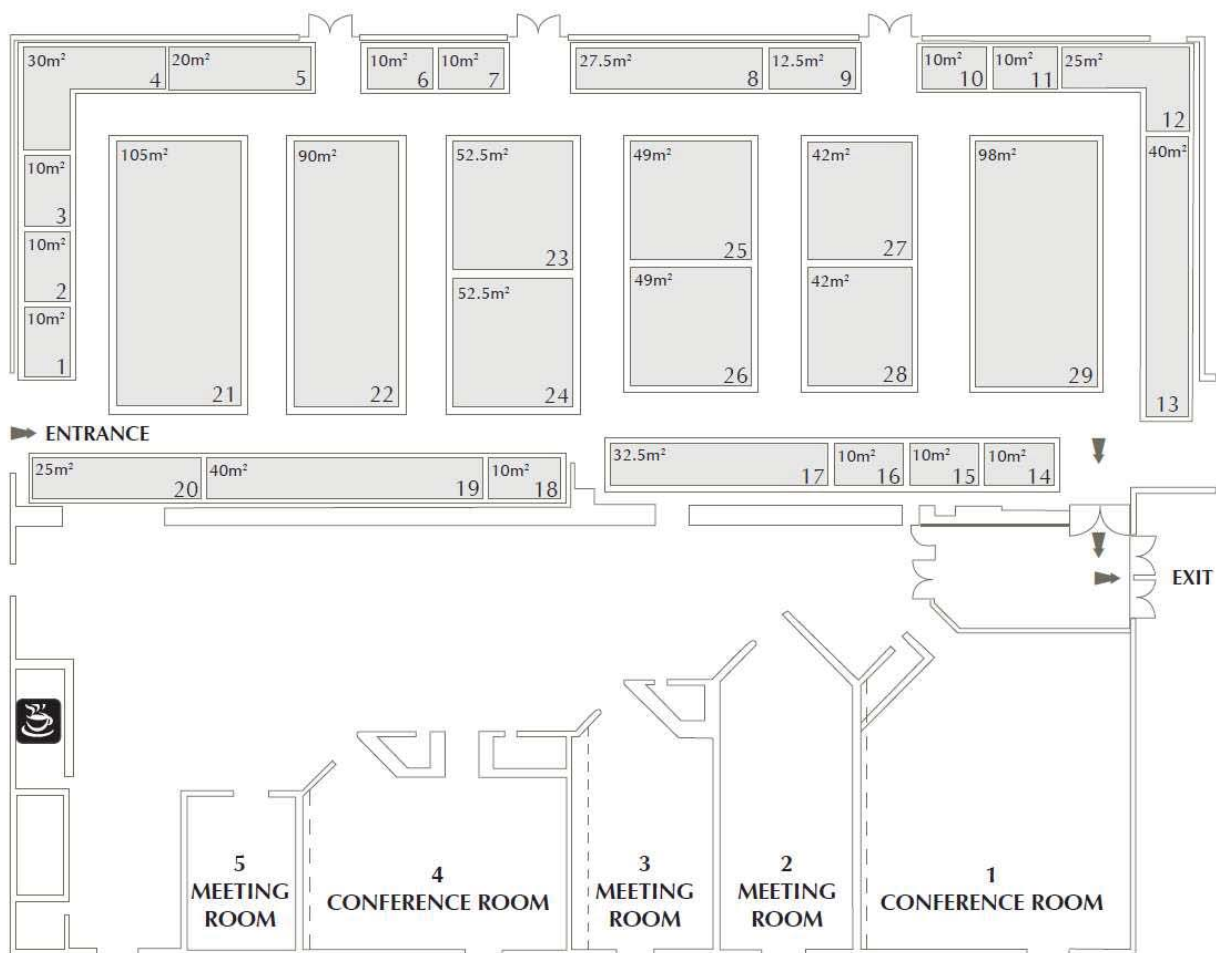 30m²
4
20m²
5
10m²
6
10m²
7
27.5m²
8
12.5m²
9
10m²
10
10m²
11
25m²
12
10m²
3
10m²
2
10m²
1
105m²
21
90m²
22
52.5m²
23
52.5m²
24
49m²
25
49m²
26
42m²
27
42m²
28
98m²
29
40m²
13
ENTRANCE
25m²
20
40m²
19
10m²
18
32.5m²
17
10m²
16
10m²
15
10m²
14
EXIT
5
MEETING
ROOM
4
CONFERENCE ROOM
3
MEETING
ROOM
2
MEETING
ROOM
1
CONFERENCE ROOM